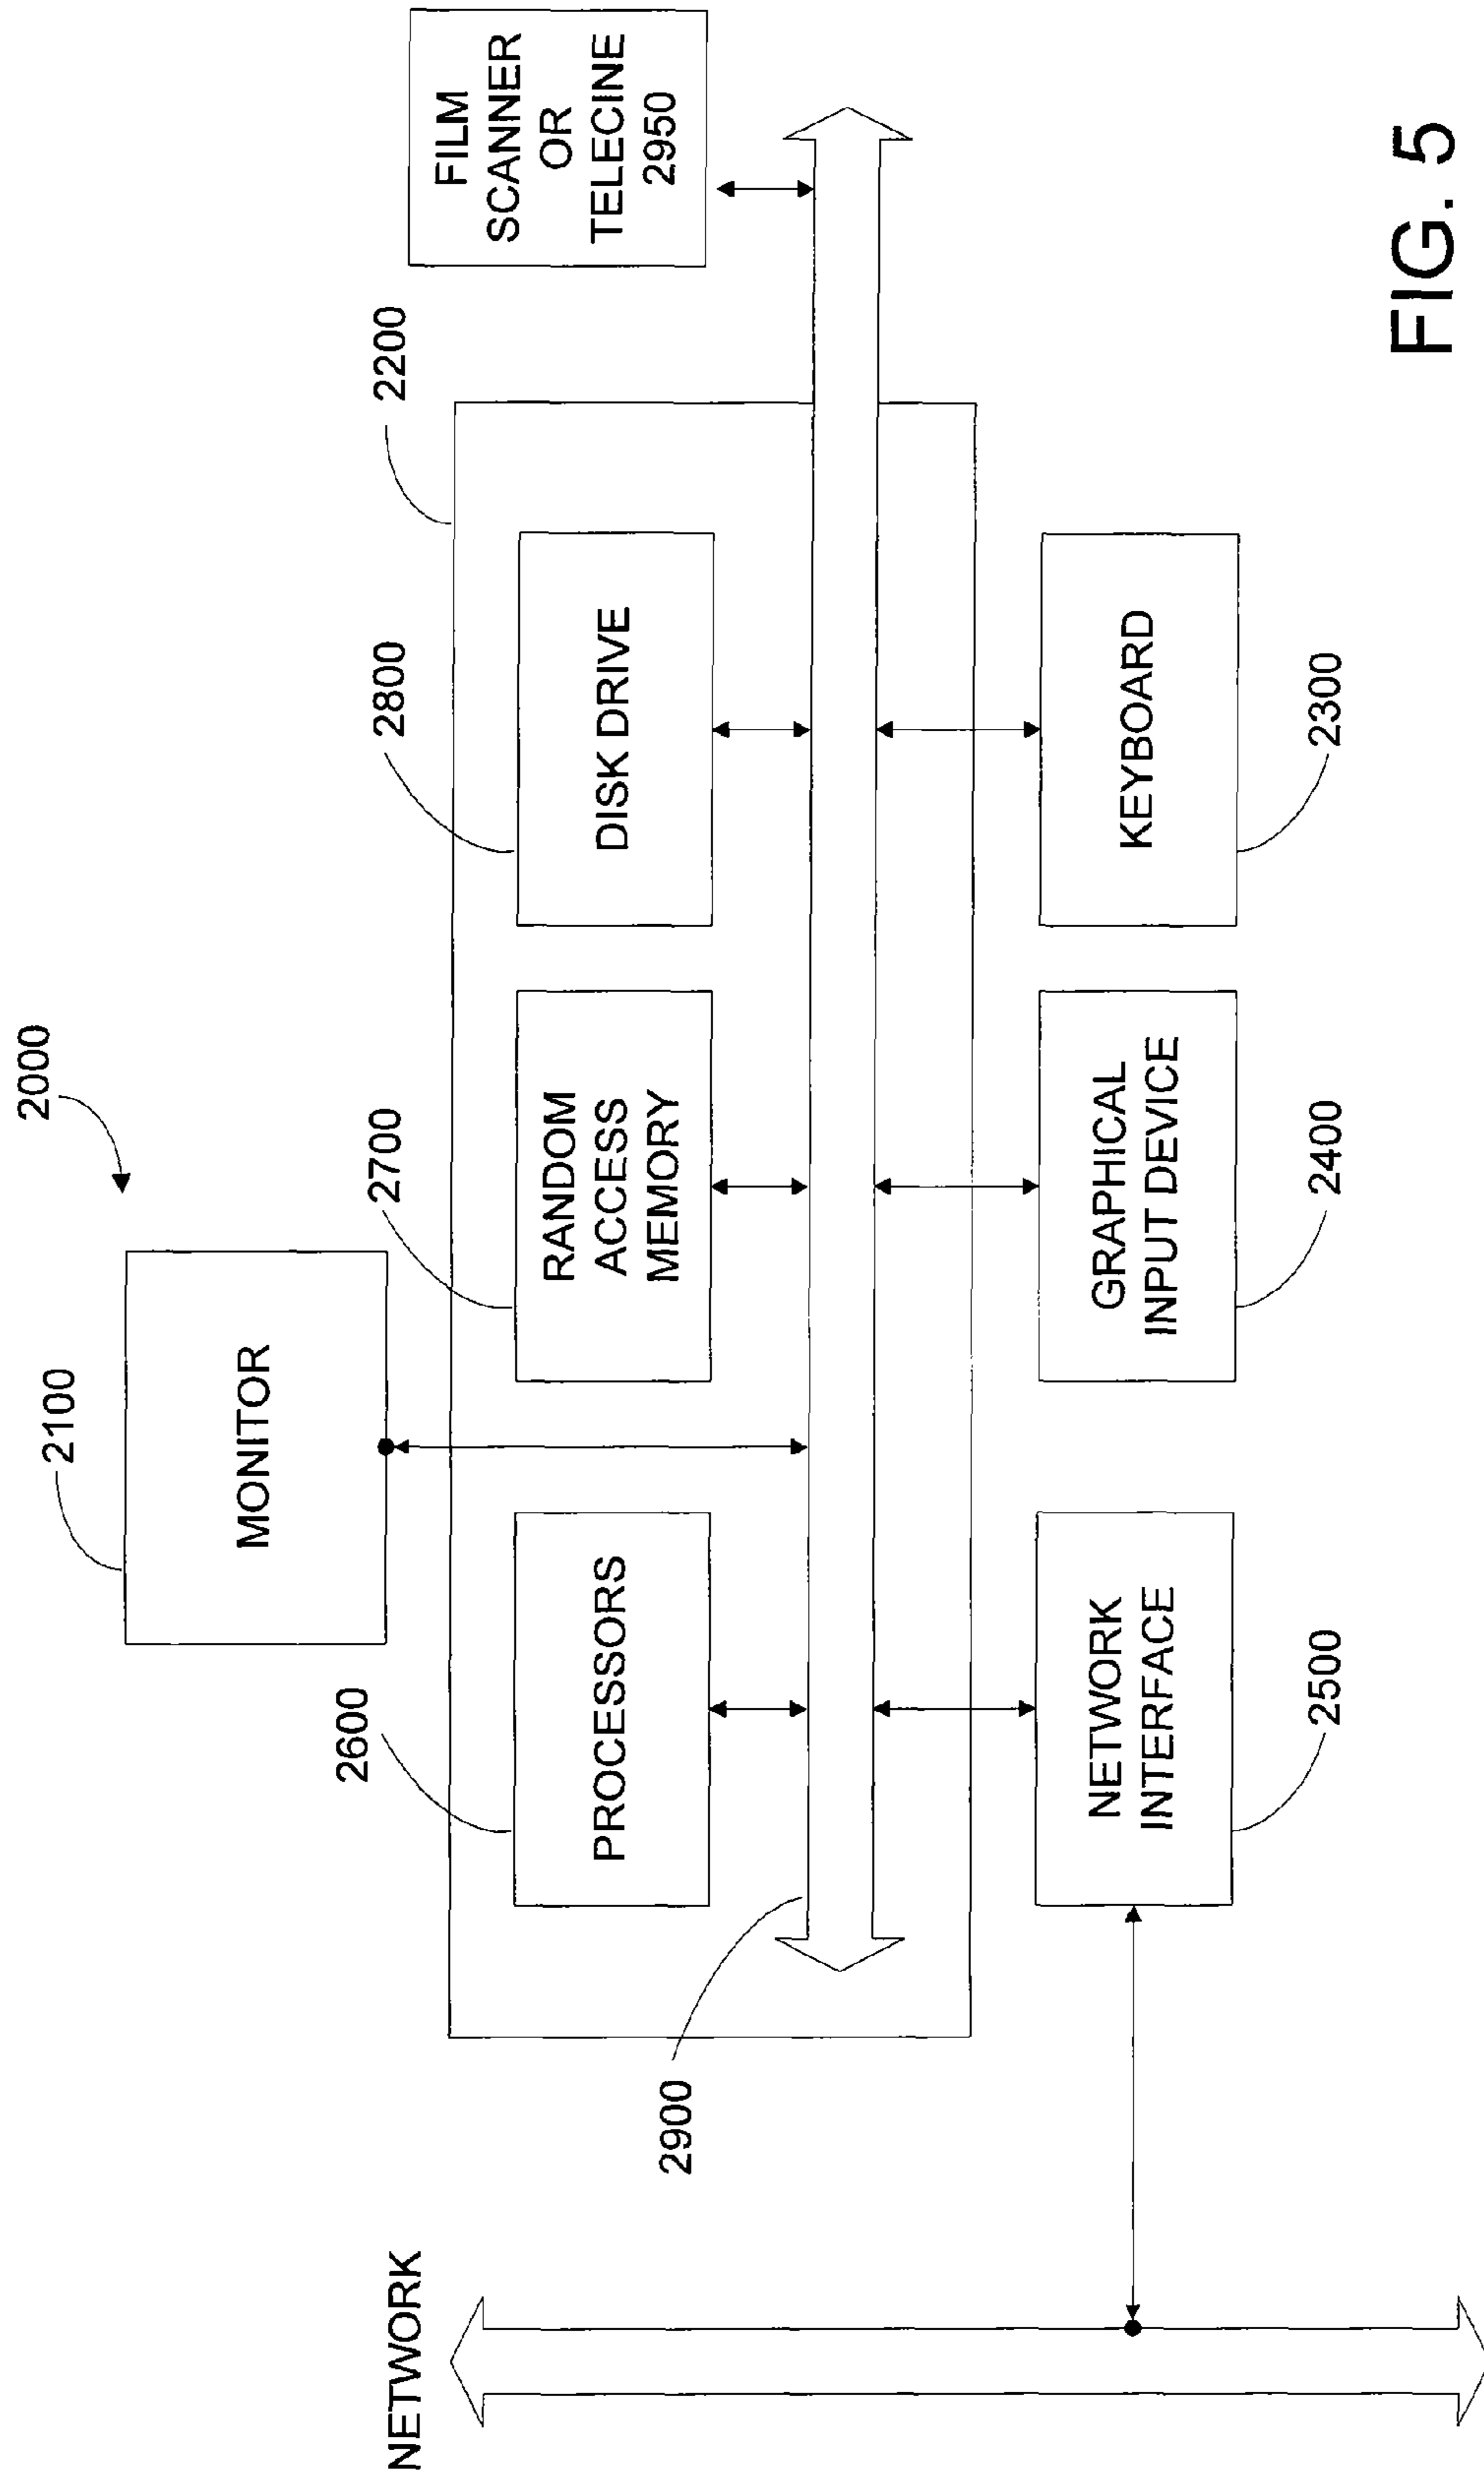 2000
2100
MONITOR
2200
2600
2700
2800
PROCESSORS
RANDOM
ACCESS
MEMORY
DISK DRIVE
FILM
SCANNER
OR
TELECINE
2950
NETWORK
2900
NETWORK
INTERFACE
GRAPHICAL
INPUT DEVICE
KEYBOARD
2500
2400
2300
FIG. 5